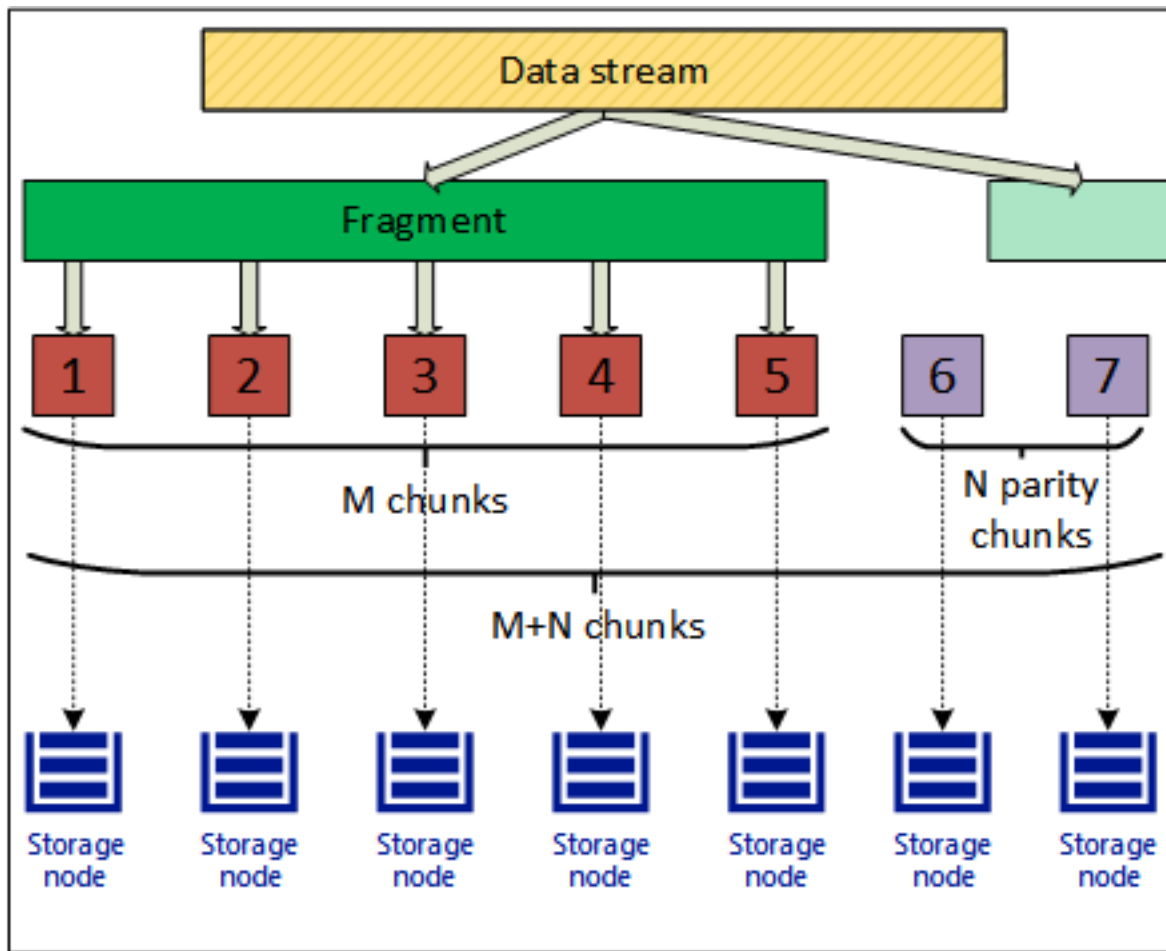 Data stream
Fragment
1 2 3 4 5 6 7
M chunks
N parity
chunks
M+N chunks
Storage Storage Storage Storage Storage Storage Storage
node node node node node node node